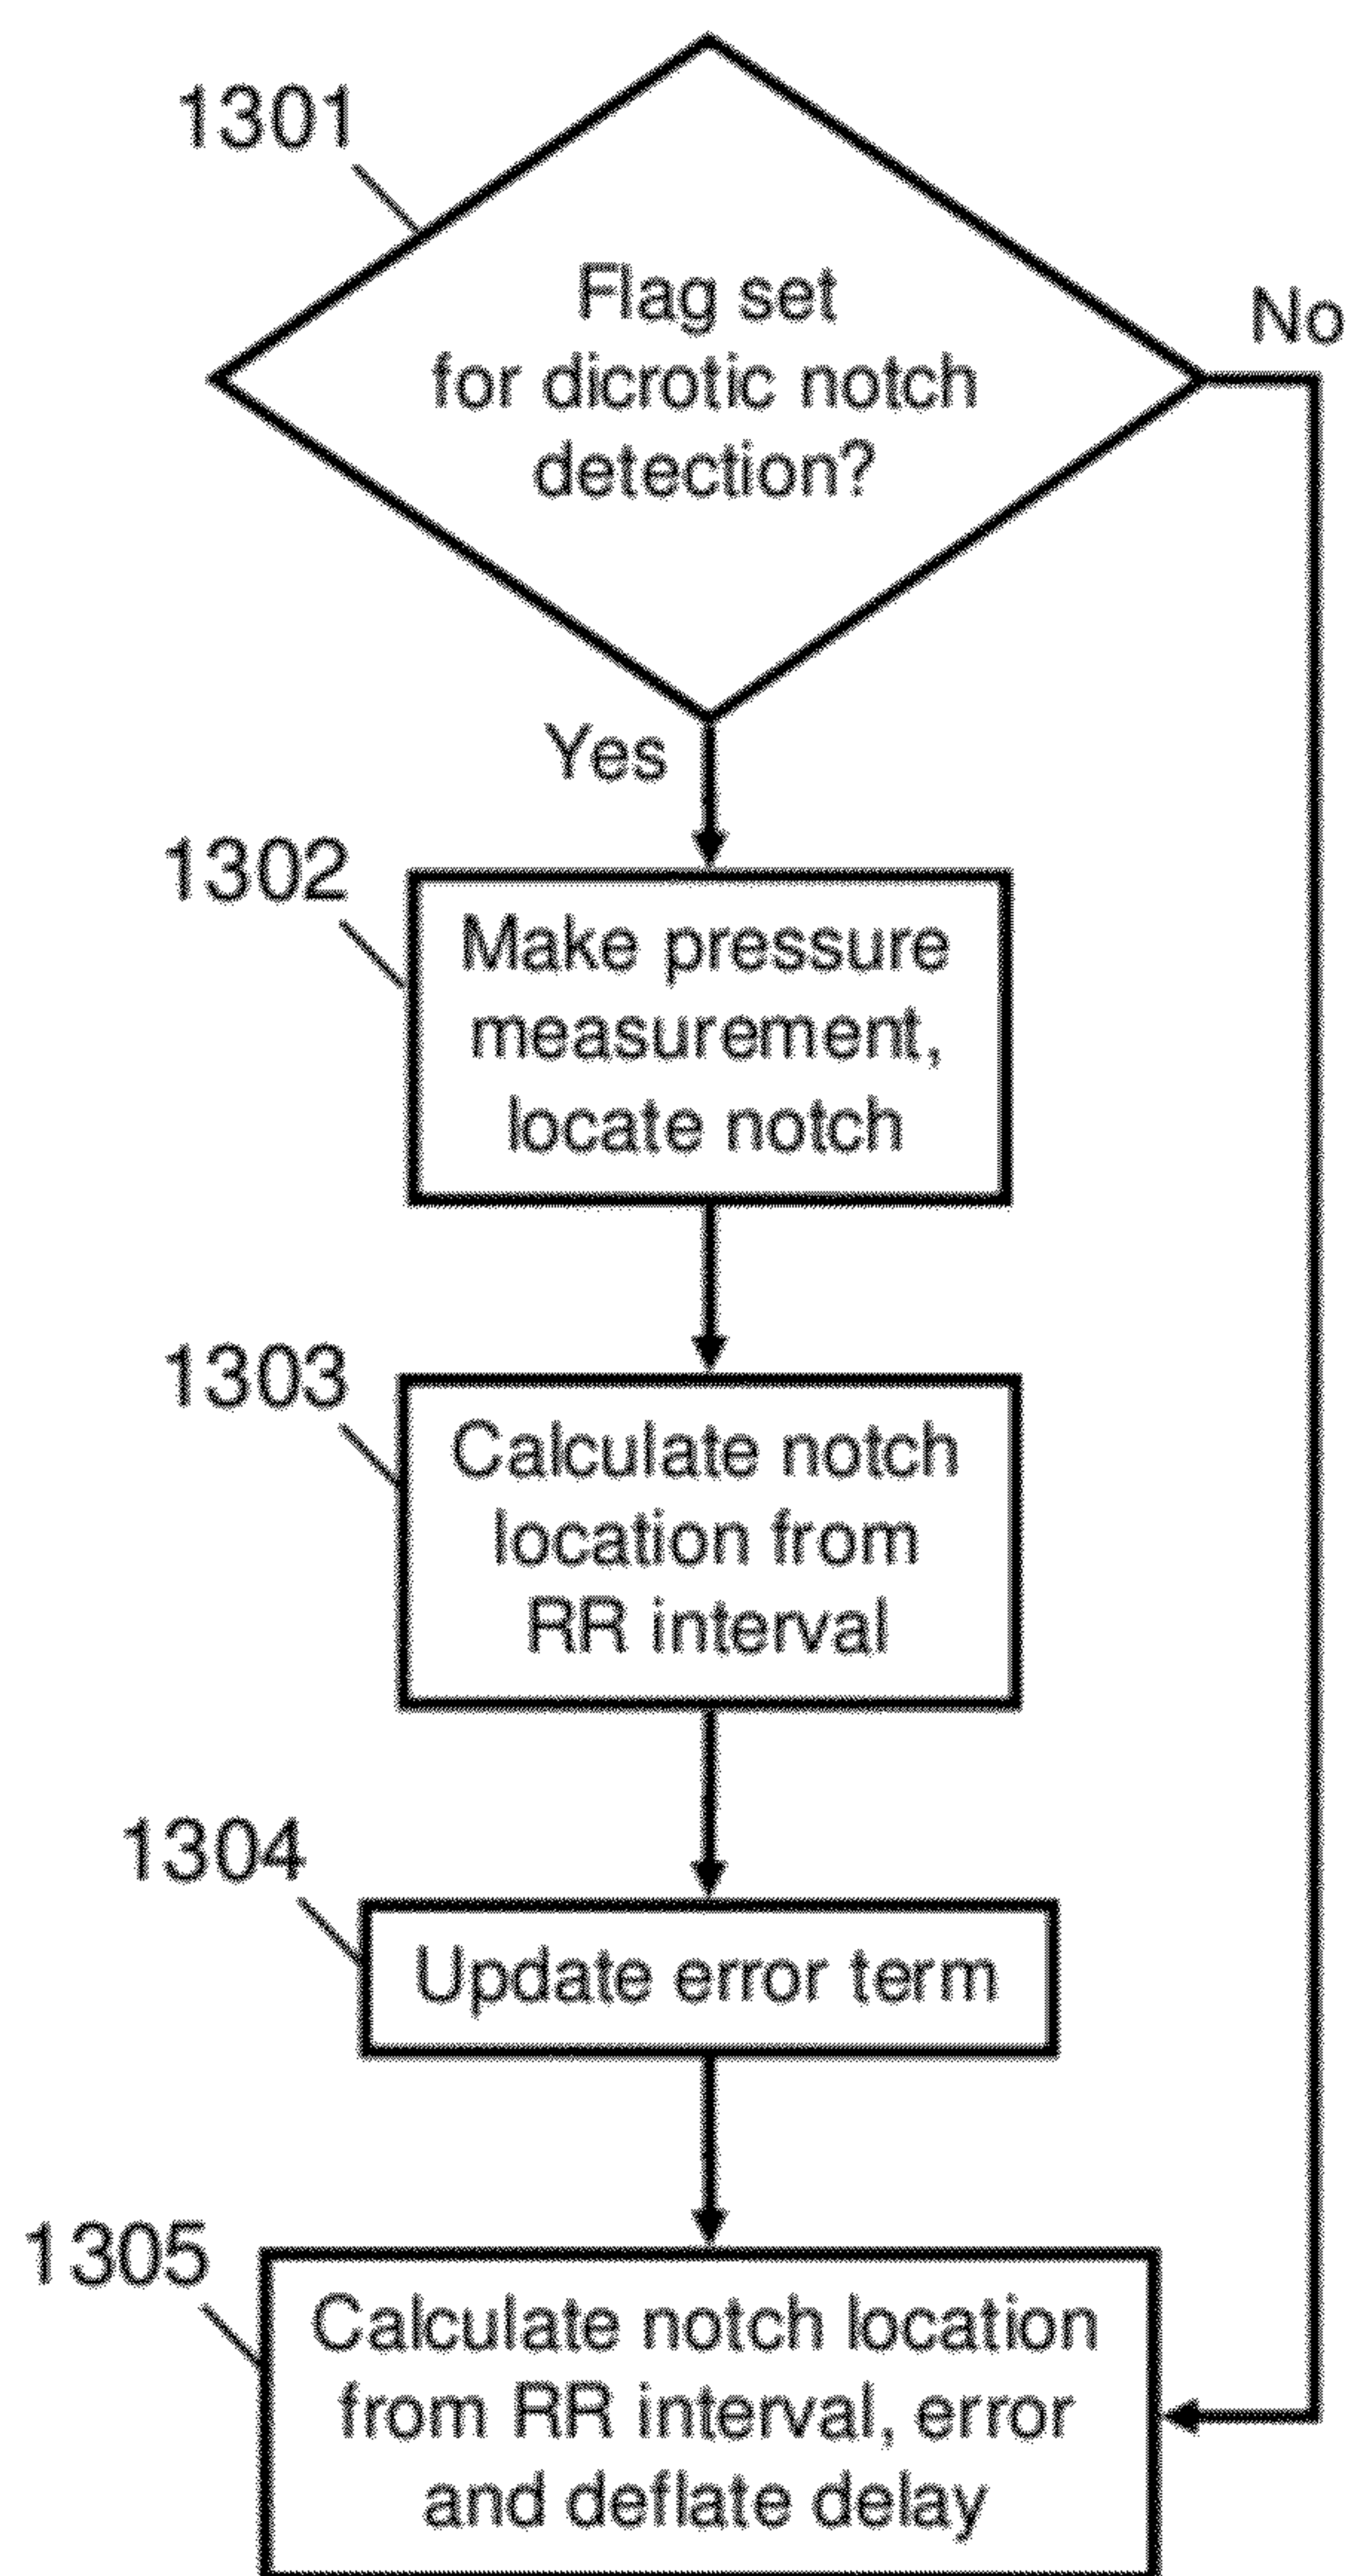 1301
Flag set
for dicrotic notch
detection?
No
Yes
1302
Make pressure
measurement,
locate notch
1303
Calculate notch
location from
RR interval
1304
Update error term
1305
Calculate notch location
from RR interval, error
and deflate delay